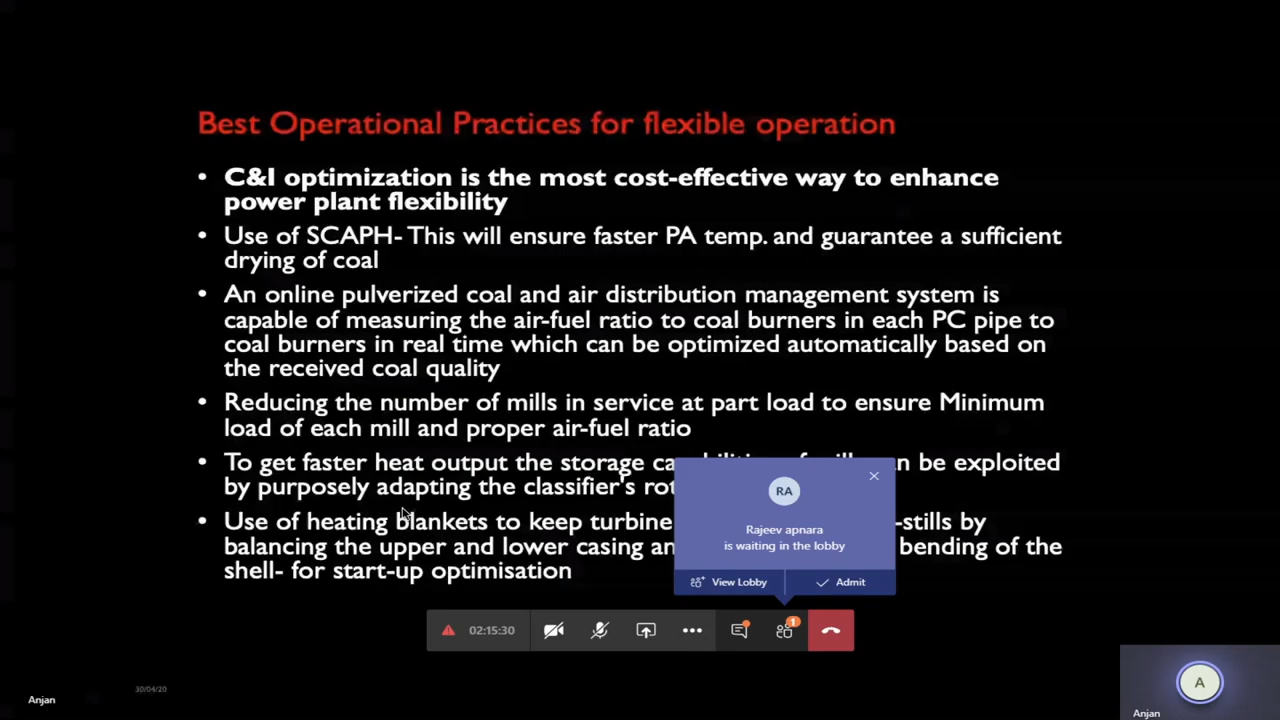 Best Operational Practices for flexible operation
• C&I optimization is the most cost-effective way to enhance
power plant flexibility
• Use of SCAPH- This will ensure faster PA temp. and guarantee a sufficient
drying of coal
• An online pulverized coal and air distribution management system is
capable of measuring the air-fuel ratio to coal burners in each PC pipe to
coal burners in real time which can be optimized automatically based on
the received coal quality
• Reducing the number of mills in service at part load to ensure Minimum
load of each mill and proper air-fuel ratio
• To get faster heat output the storage can be exploited
by purposely adapting the classifier's
• Use of heating blankets to keep turbine -stills by
balancing the upper and lower casing bending of the
shell- for start-up optimisation
RA
Rajeev apnara
is waiting in the lobby
View Lobby
Admit
02:15:30
1
30/04/20
Anjan
A
Anjan